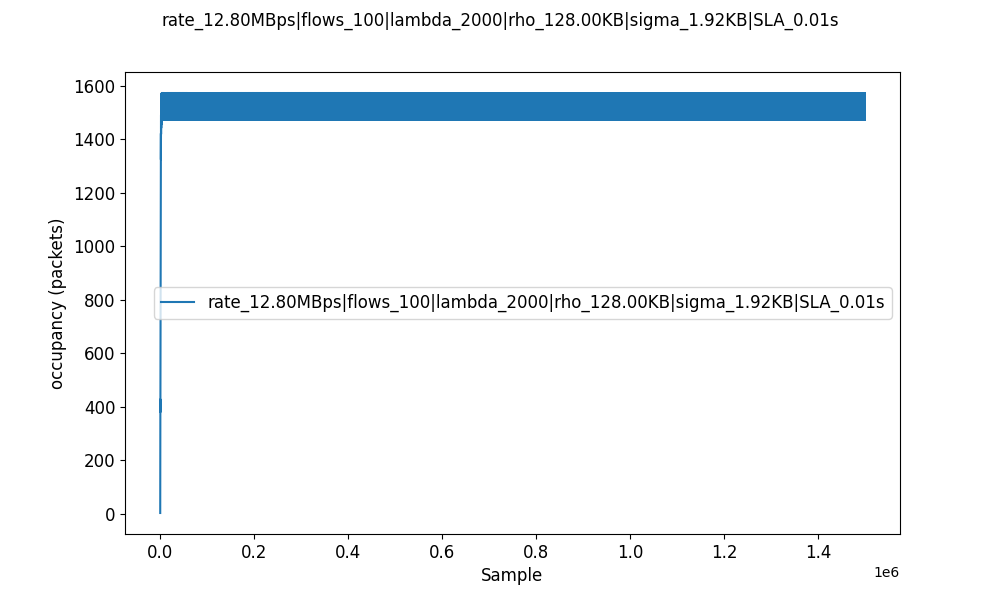 rate_12.80MBps|flows_100|lambda_2000|rho_128.00KB|sigma_1.92KB|SLA_0.01s
1600
1400
1200
1000
800
600
400
200
0
occupancy (packets)
rate_12.80MBps|flows_100|lambda_2000|rho_128.00KB|sigma_1.92KB|SLA_0.01s
0.0 0.2 0.4 0.6 0.8 1.0 1.2 1.4
1e6
Sample